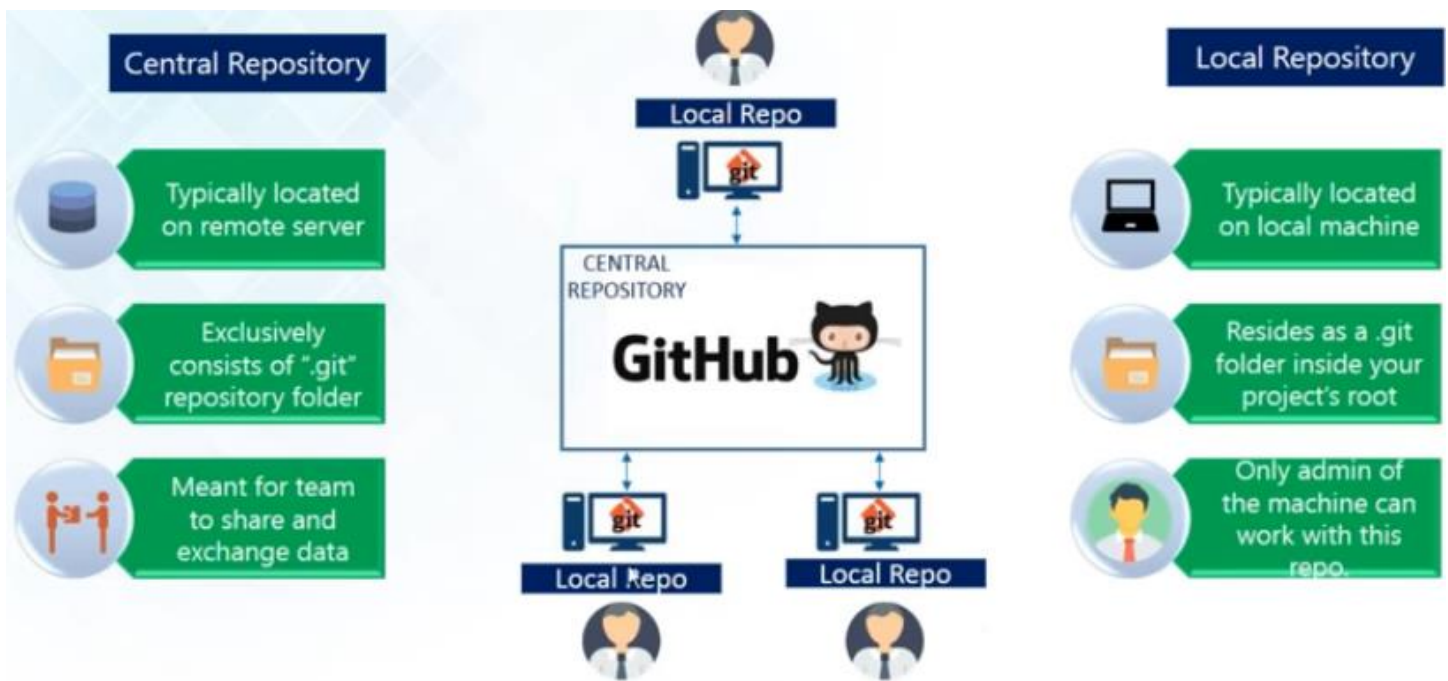 Central Repository
Typically located
on remote server
Exclusively
consists of ".git"
repository folder
Meant for team
to share and
exchange data
Local Repo
git
CENTRAL
REPOSITORY
GitHub
git
Local Repo
git
Local Repo
Local Repository
Typically located
on local machine
Resides as a .git
folder inside your
project's root
Only admin of
the machine can
work with this
repo.